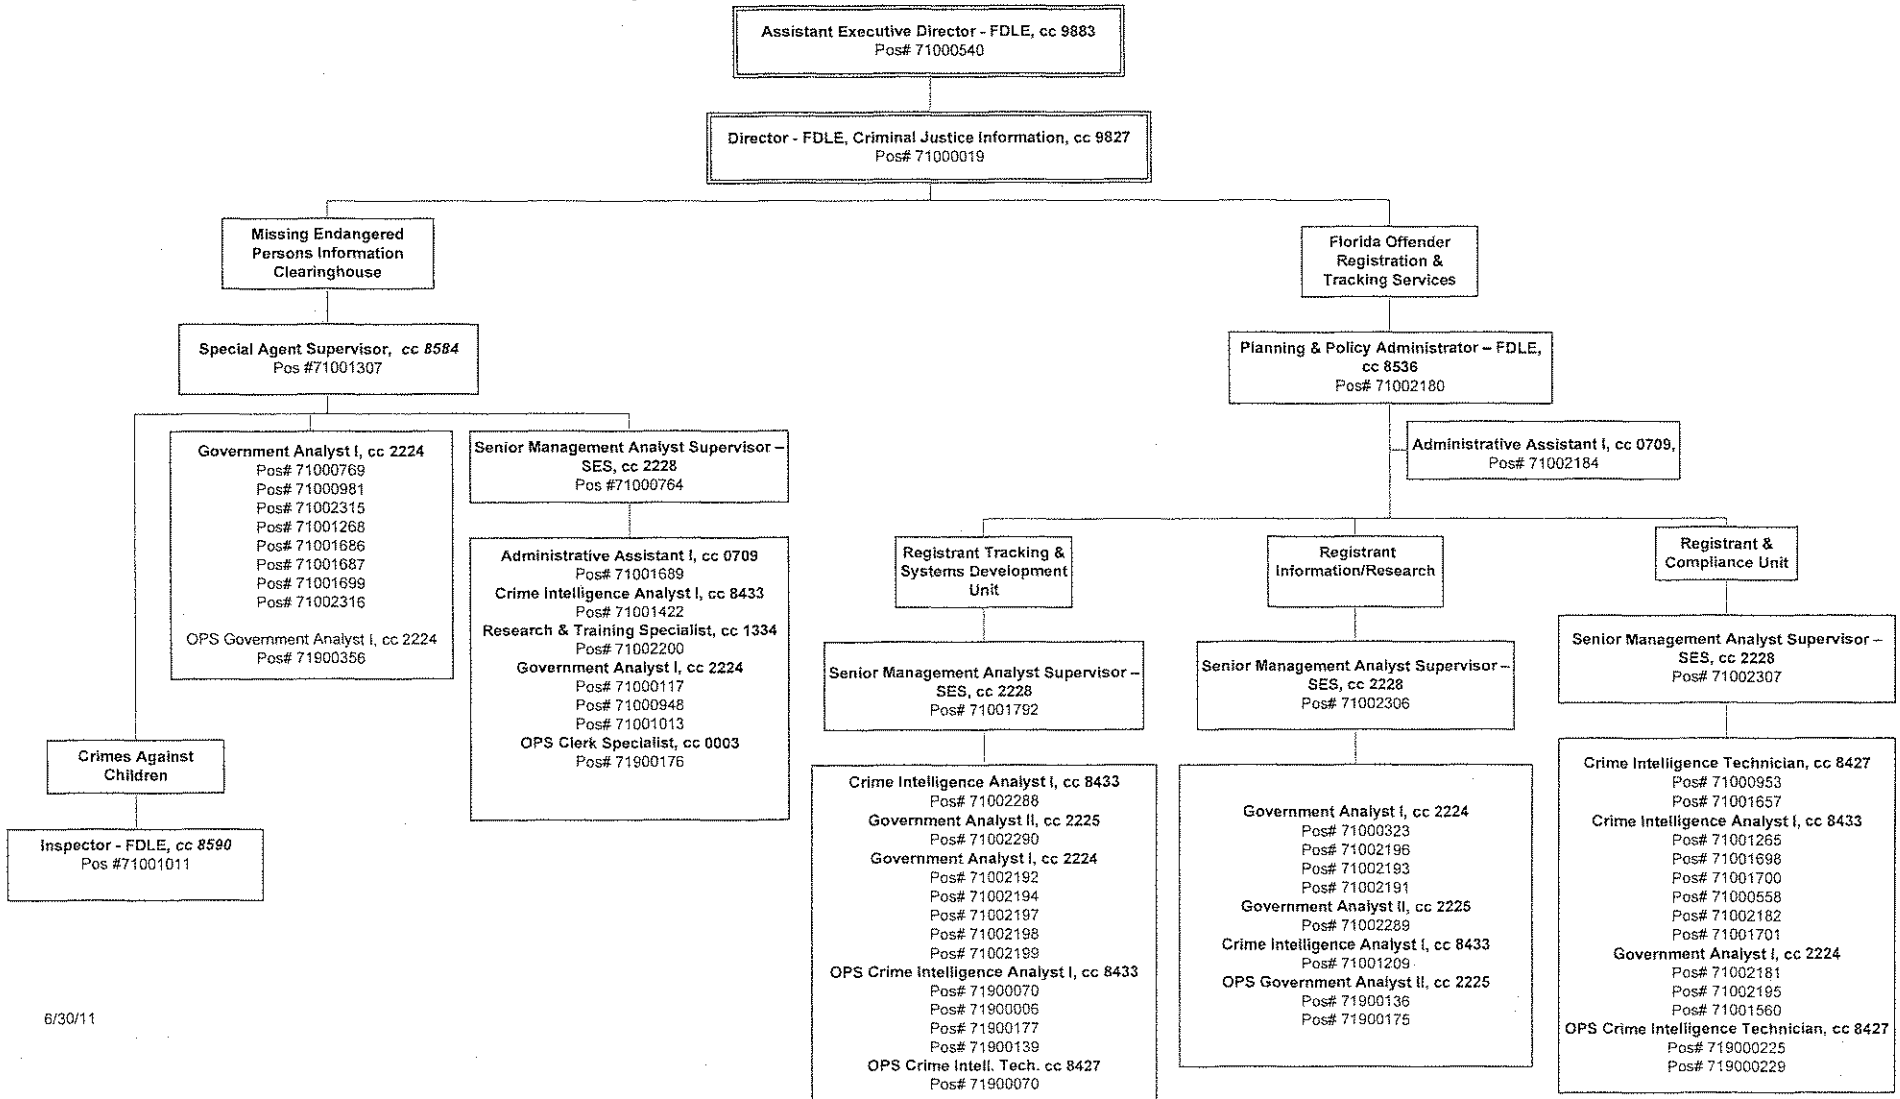 Assistant Executive Director - FDLE, cc 9883
Pos# 71000540
Director - FDLE, Criminal Justice Information, cc 9827
Pos# 71000019
Missing Endangered
Persons Information
Clearinghouse
Special Agent Supervisor, cc 8584
Pos #71001307
Government Analyst I, cc 2224
Pos# 71000769
Pos# 71000981
Pos# 71002315
Pos# 71001268
Pos# 71001686
Pos# 71001687
Pos# 71001699
Pos# 71002316
OPS Government Analyst I, cc 2224
Pos# 71900356
Senior Management Analyst Supervisor –
SES, cc 2228
Pos #71000764
Administrative Assistant I, cc 0709
Pos# 71001689
Crime Intelligence Analyst I, cc 8433
Pos# 71001422
Research & Training Specialist, cc 1334
Pos# 71002200
Government Analyst I, cc 2224
Pos# 71000117
Pos# 71000948
Pos# 71001013
OPS Clerk Specialist, cc 0003
Pos# 71900176
Crimes Against
Children
Inspector - FDLE, cc 8590
Pos #71001011
Florida Offender
Registration &
Tracking Services
Planning & Policy Administrator – FDLE,
cc 8536
Pos# 71002180
Administrative Assistant I, cc 0709,
Pos# 71002184
Registrant Tracking &
Systems Development
Unit
Senior Management Analyst Supervisor –
SES, cc 2228
Pos# 71001792
Crime Intelligence Analyst I, cc 8433
Pos# 71002288
Government Analyst II, cc 2225
Pos# 71002290
Government Analyst I, cc 2224
Pos# 71002192
Pos# 71002194
Pos# 71002197
Pos# 71002198
Pos# 71002199
OPS Crime Intelligence Analyst I, cc 8433
Pos# 71900070
Pos# 71900006
Pos# 71900177
Pos# 71900139
OPS Crime Intell. Tech. cc 8427
Pos# 71900070
Registrant
Information/Research
Senior Management Analyst Supervisor –
SES, cc 2228
Pos# 71002306
Government Analyst I, cc 2224
Pos# 71000323
Pos# 71002196
Pos# 71002193
Pos# 71002191
Government Analyst II, cc 2225
Pos# 71002289
Crime Intelligence Analyst I, cc 8433
Pos# 71001209
OPS Government Analyst II, cc 2225
Pos# 71900136
Pos# 71900175
Registrant &
Compliance Unit
Senior Management Analyst Supervisor –
SES, cc 2228
Pos# 71002307
Crime Intelligence Technician, cc 8427
Pos# 71000953
Pos# 71001657
Crime Intelligence Analyst I, cc 8433
Pos# 71001265
Pos# 71001698
Pos# 71001700
Pos# 71000558
Pos# 71002182
Pos# 71001701
Government Analyst I, cc 2224
Pos# 71002181
Pos# 71002195
Pos# 71001560
OPS Crime Intelligence Technician, cc 8427
Pos# 719000225
Pos# 719000229
6/30/11